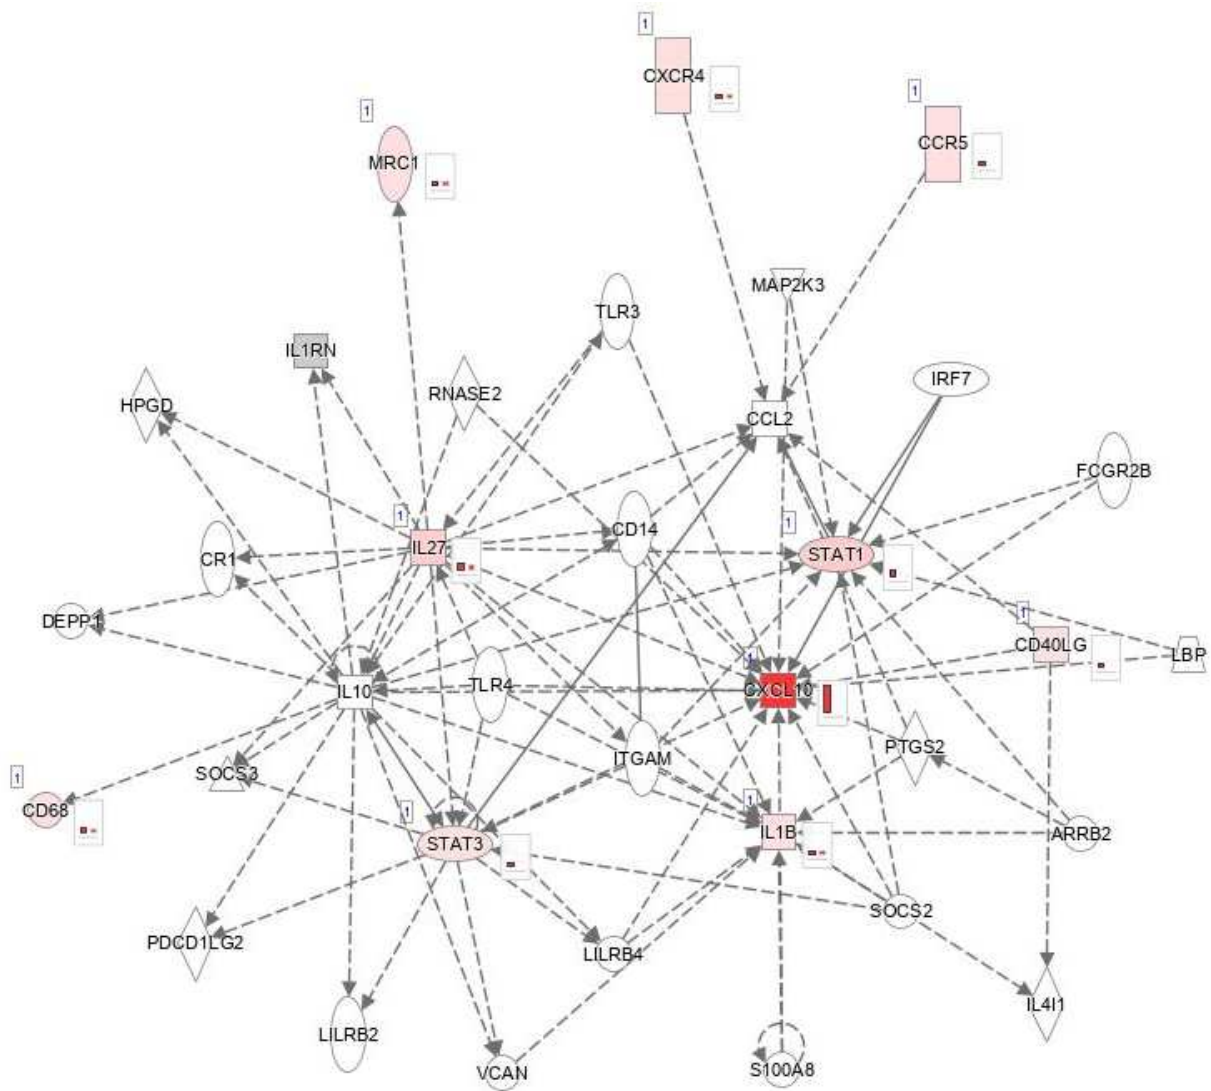 1
CXCR4
1
CCR5
1
MRC1
MAP2K3
TLR3
IL1RN
IRF7
HPGD
RNASE2
CCL2
FCGR2B
1
CD14
1
IL27
STAT1
CR1
DEPP1
1
CD40LG
LBP
1
TLR4
CXCL10
IL10
PTGS2
ITGAM
SOCS3
1
CD68
1
1
STAT3
IL1B
ARRB2
SOCS2
PDCD1LG2
LILRB4
IL4I1
LILRB2
VCAN
S100A8